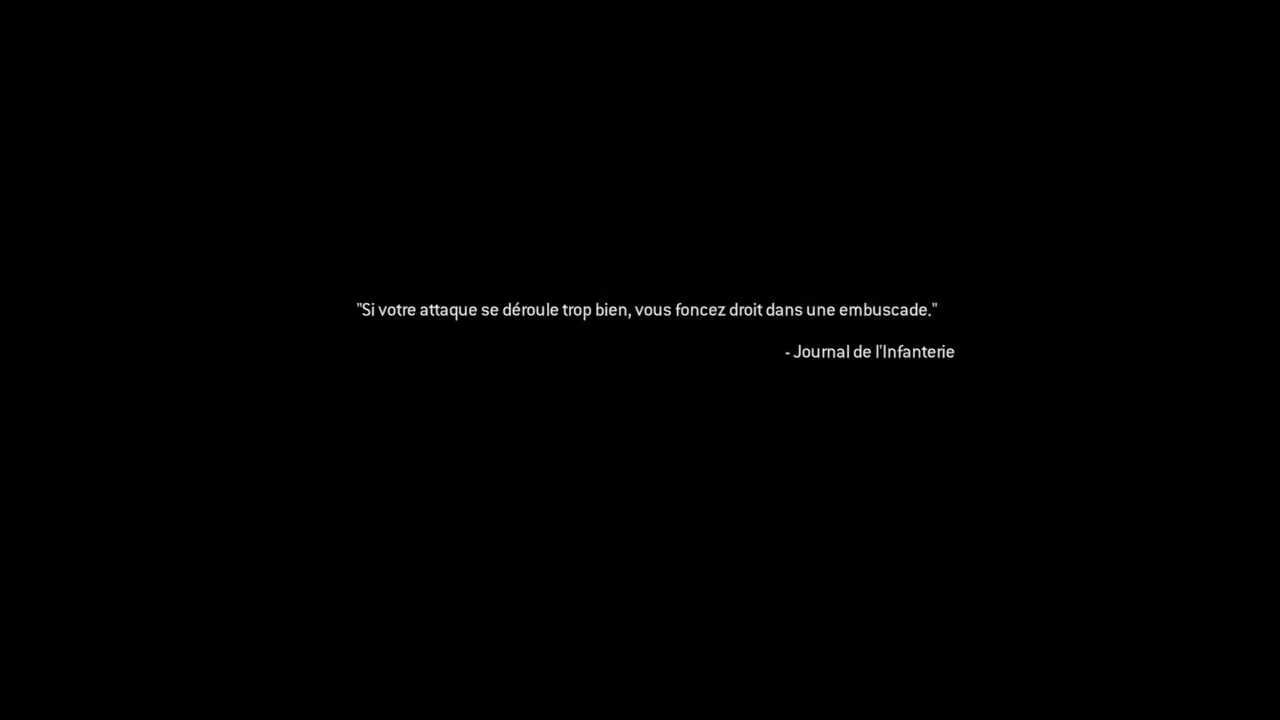 "Si votre attaque se déroule trop bien, vous foncez droit dans une embuscade."
- Journal de l'Infanterie